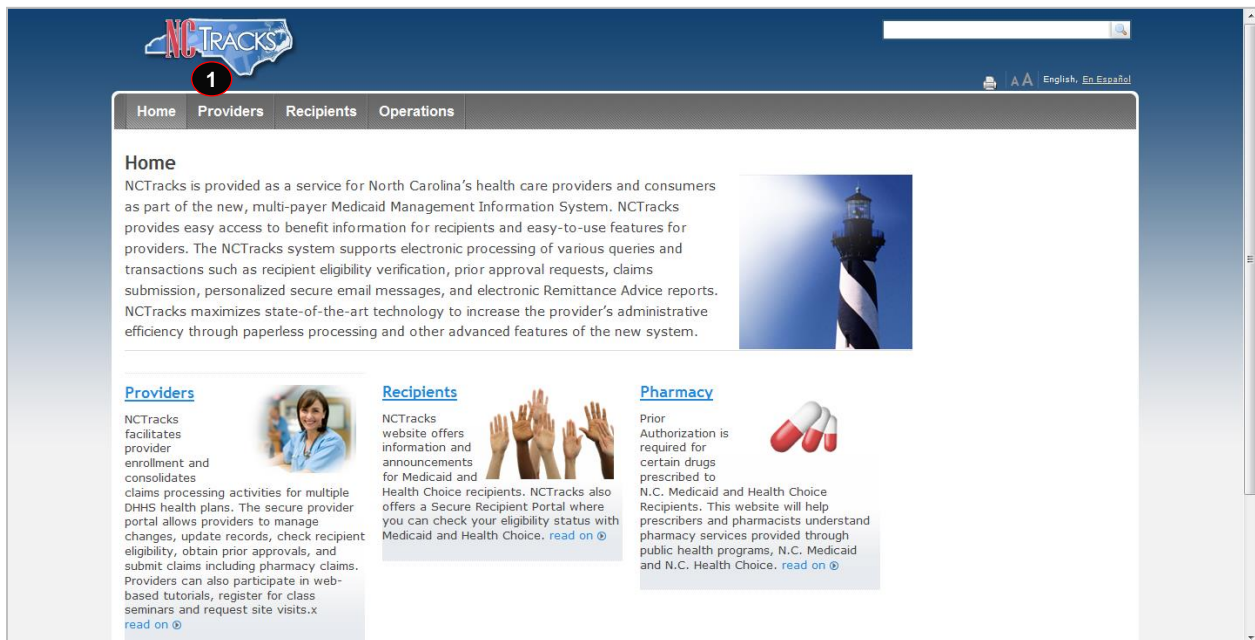 NCTRACKS
1
A A English, En Español
Home Providers Recipients Operations
Home
NCTracks is provided as a service for North Carolina's health care providers and consumers
as part of the new, multi-payer Medicaid Management Information System. NCTracks
provides easy access to benefit information for recipients and easy-to-use features for
providers. The NCTracks system supports electronic processing of various queries and
transactions such as recipient eligibility verification, prior approval requests, claims
submission, personalized secure email messages, and electronic Remittance Advice reports.
NCTracks maximizes state-of-the-art technology to increase the provider's administrative
efficiency through paperless processing and other advanced features of the new system.
Providers
NCTracks
facilitates
provider
enrollment and
consolidates
claims processing activities for multiple
DHHS health plans. The secure provider
portal allows providers to manage
changes, update records, check recipient
eligibility, obtain prior approvals, and
submit claims including pharmacy claims.
Providers can also participate in web-
based tutorials, register for class
seminars and request site visits.x
read on
Recipients
NCTracks
website offers
information and
announcements
for Medicaid and
Health Choice recipients. NCTracks also
offers a Secure Recipient Portal where
you can check your eligibility status with
Medicaid and Health Choice. read on
Pharmacy
Prior
Authorization is
required for
certain drugs
prescribed to
N.C. Medicaid and Health Choice
Recipients. This website will help
prescribers and pharmacists understand
pharmacy services provided through
public health programs, N.C. Medicaid
and N.C. Health Choice. read on